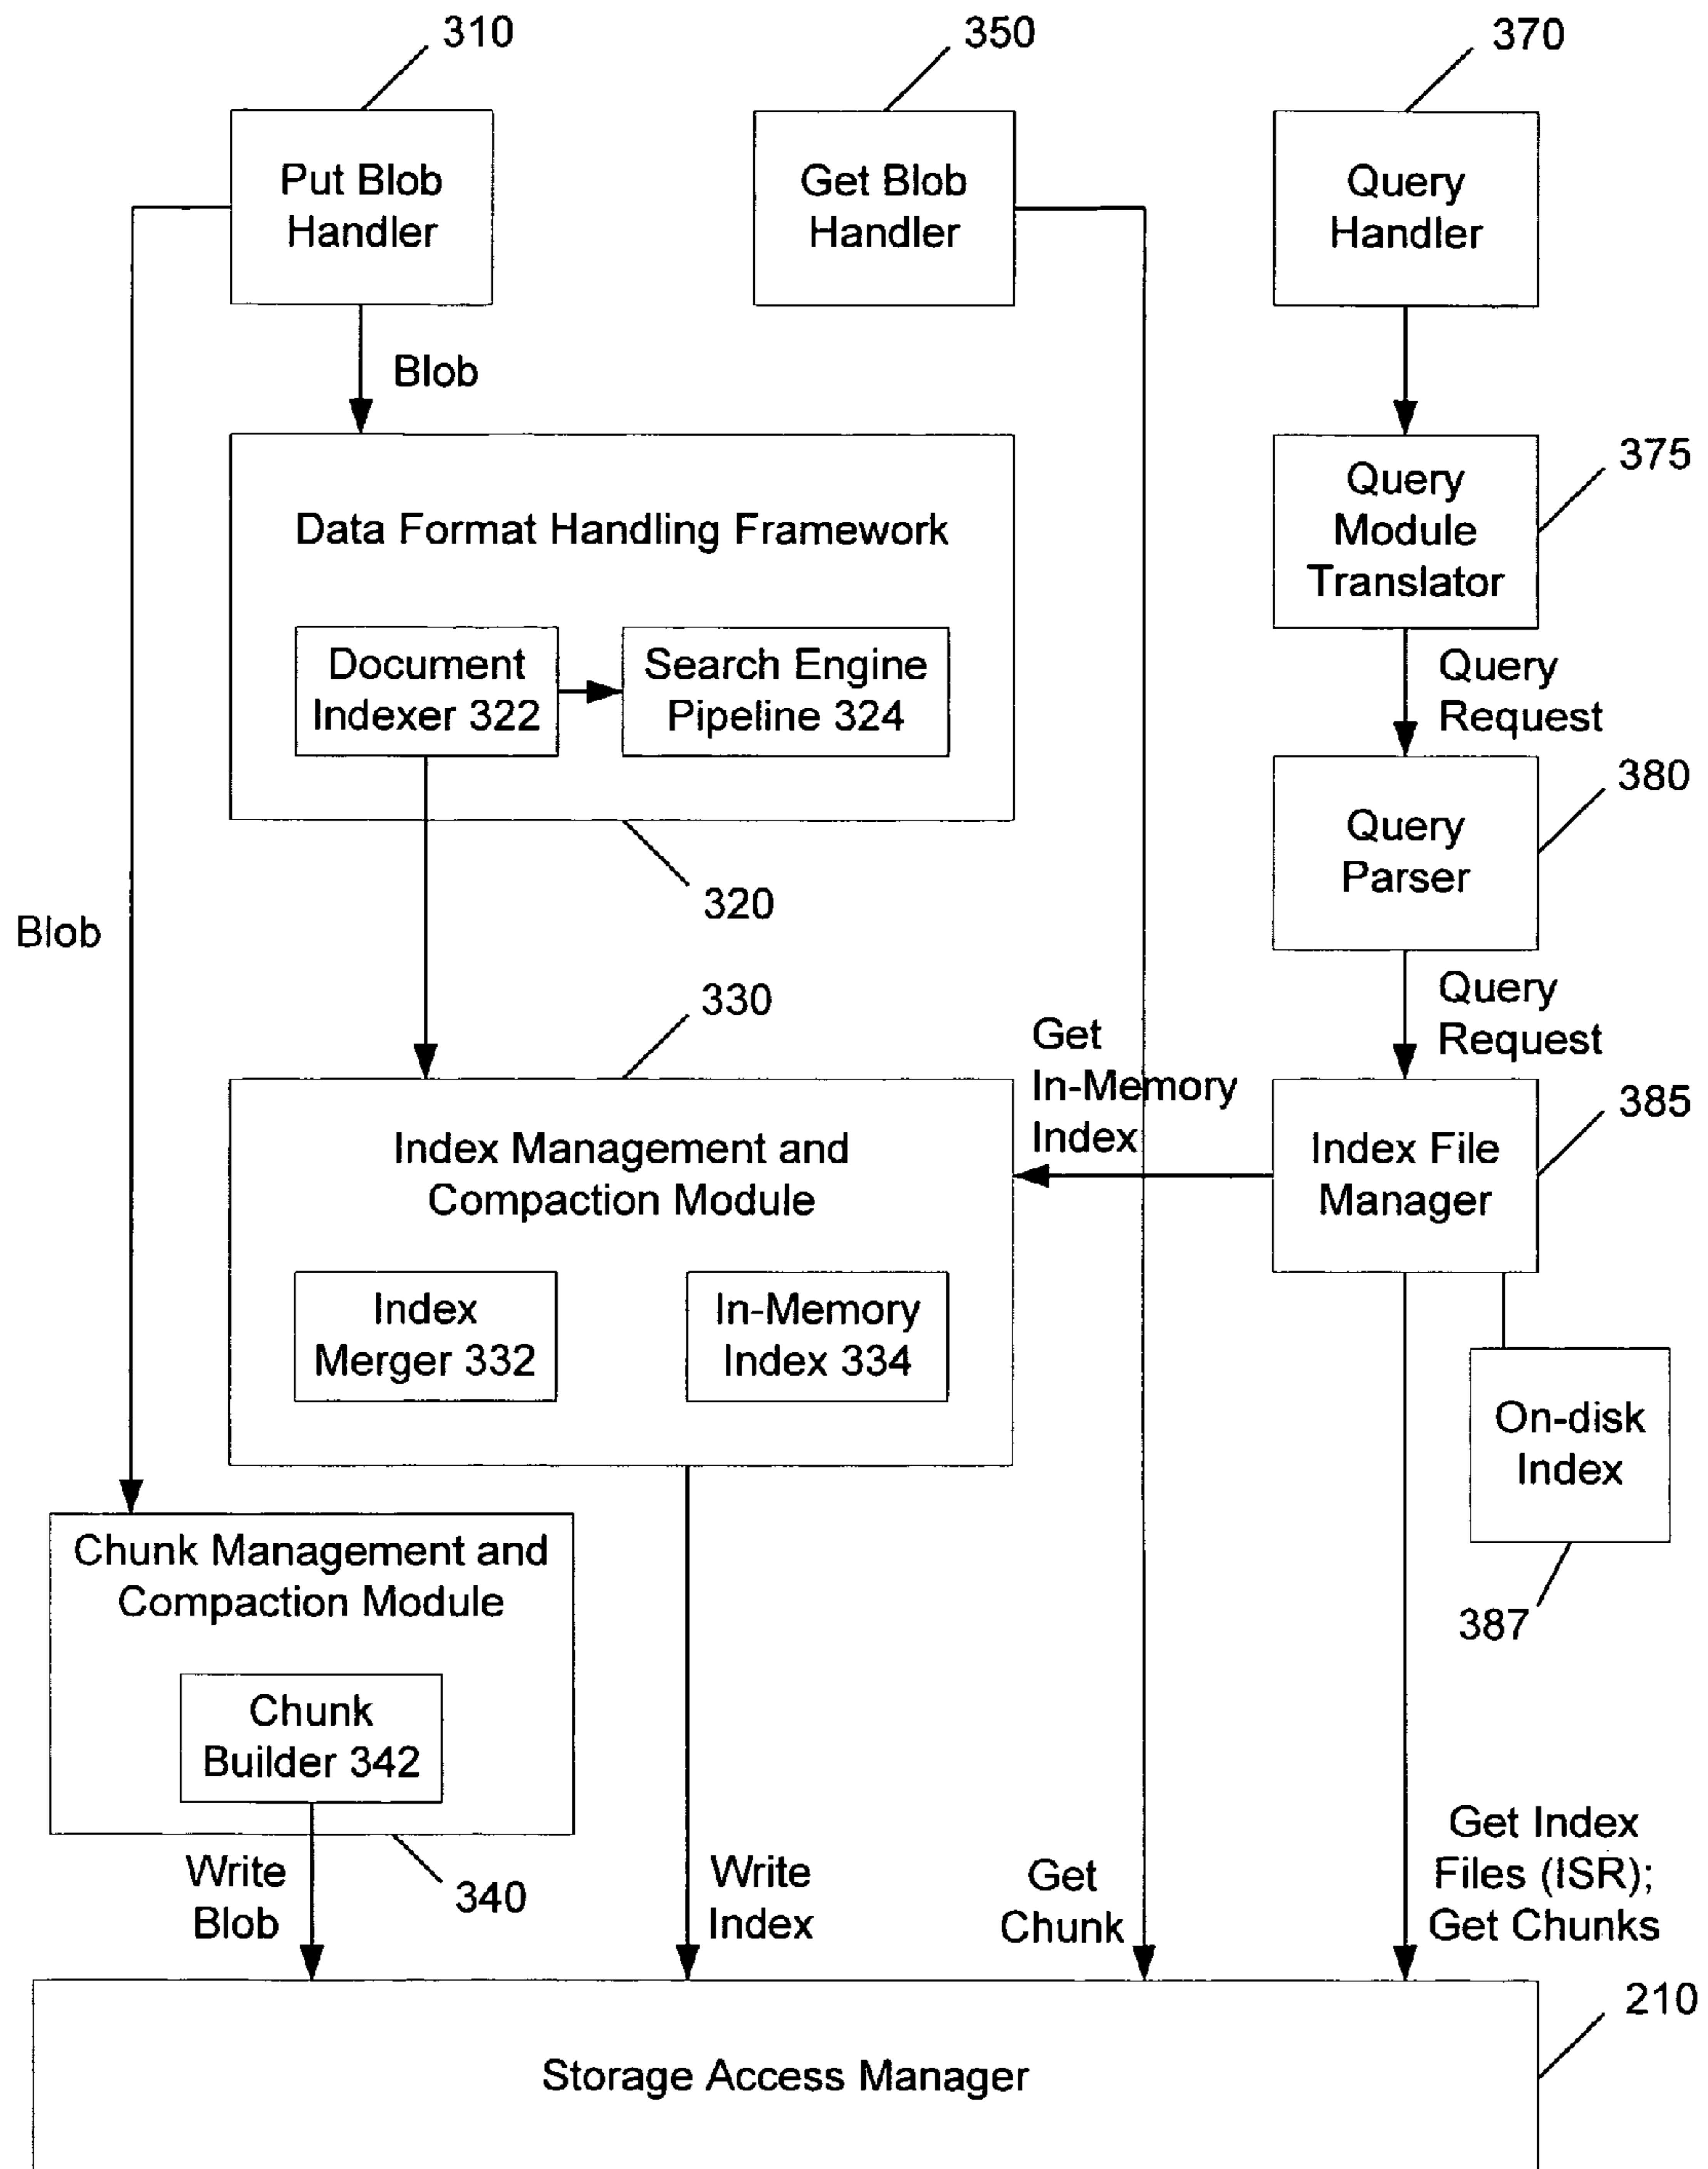 310
350
370
Put Blob
Handler
Get Blob
Handler
Query
Handler
Blob
375
Query
Module
Translator
Data Format Handling Framework
Document
Indexer 322
Search Engine
Pipeline 324
Query
Request
380
Query
Parser
320
Blob
330
Query
Request
Get
In-Memory
Index
385
Index File
Manager
Index Management and
Compaction Module
Index
Merger 332
In-Memory
Index 334
On-disk
Index
387
Chunk Management and
Compaction Module
Chunk
Builder 342
340
Write
Blob
Write
Index
Get
Chunk
Get Index
Files (ISR);
Get Chunks
210
Storage Access Manager